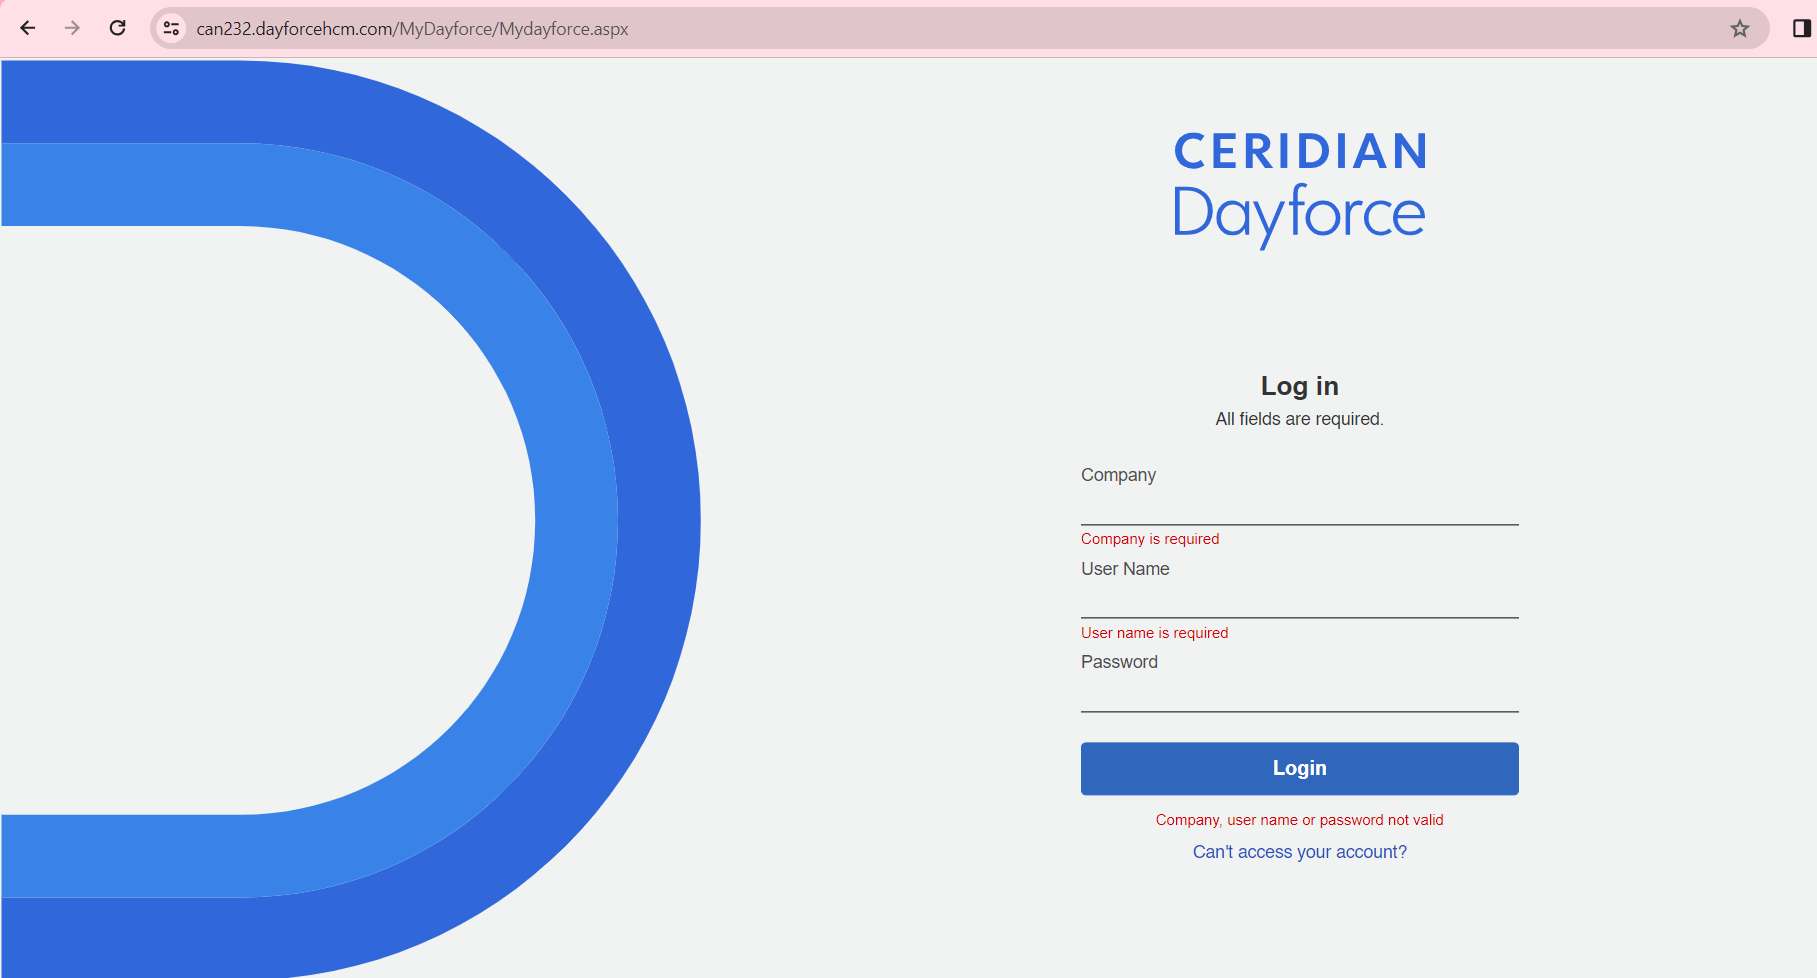 can232.dayforcehcm.com/MyDayforce/Mydayforce.aspx
CERIDIAN
Dayforce
Log in
All fields are required.
Company
Company is required
User Name
User name is required
Password
Login
Company, user name or password not valid
Can't access your account?